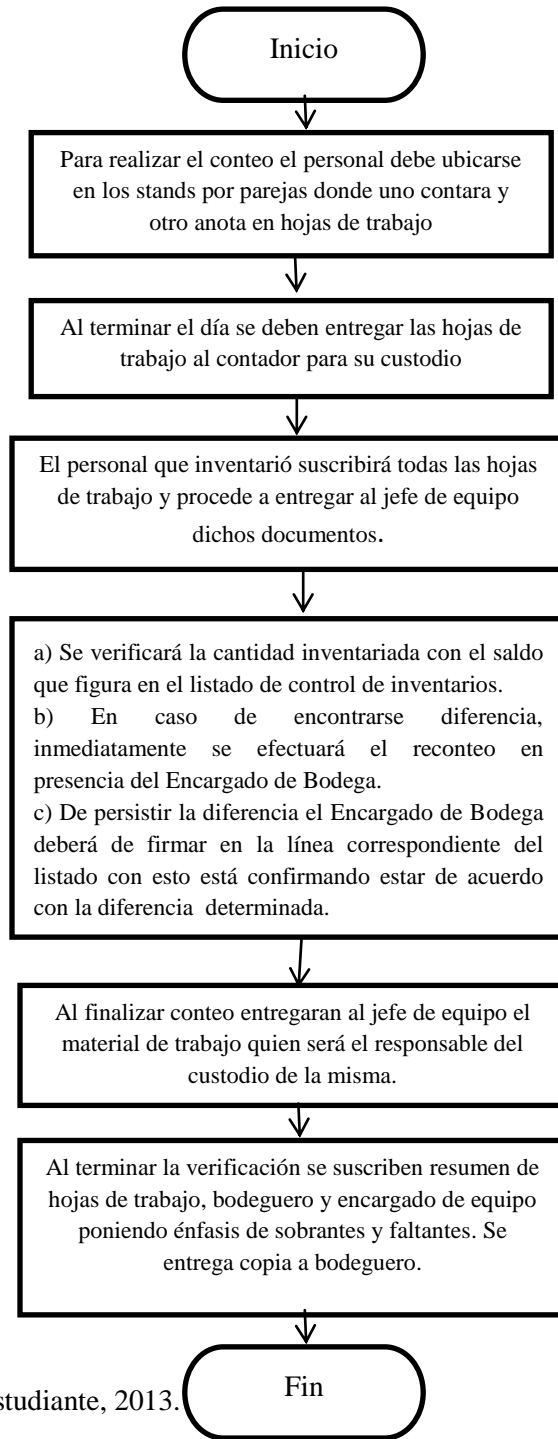 Inicio
Para realizar el conteo el personal debe ubicarse
en los stands por parejas donde uno contara y
otro anota en hojas de trabajo
Al terminar el día se deben entregar las hojas de
trabajo al contador para su custodio
El personal que inventarió suscribirá todas las hojas
de trabajo y procede a entregar al jefe de equipo
dichos documentos.
a) Se verificará la cantidad inventariada con el saldo
que figura en el listado de control de inventarios.
b) En caso de encontrarse diferencia,
inmediatamente se efectuará el reconteo en
presencia del Encargado de Bodega.
c) De persistir la diferencia el Encargado de Bodega
deberá de firmar en la línea correspondiente del
listado con esto está confirmando estar de acuerdo
con la diferencia determinada.
Al finalizar conteo entregaran al jefe de equipo el
material de trabajo quien será el responsable del
custodio de la misma.
Al terminar la verificación se suscriben resumen de
hojas de trabajo, bodeguero y encargado de equipo
poniendo énfasis de sobrantes y faltantes. Se
entrega copia a bodeguero.
Fin
studiante, 2013.